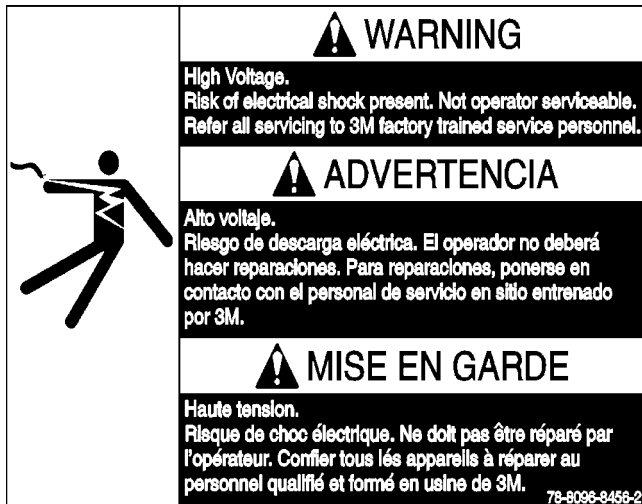 WARNING
High Voltage.
Risk of electrical shock present. Not operator serviceable.
Refer all servicing to 3M factory trained service personnel.
ADVERTENCIA
Alto voltaje.
Riesgo de descarga eléctrica. El operador no deberá
hacer reparaciones. Para reparaciones, ponerse en
contacto con el personal de servicio en sitio entrenado
por 3M.
MISE EN GARDE
Haute tension.
Risque de choc électrique. Ne doit pas être réparé par
l'opérateur. Confier tous lés appareils à réparer au
personnel qualifié et formé en usine de 3M.
78-8096-8458-2